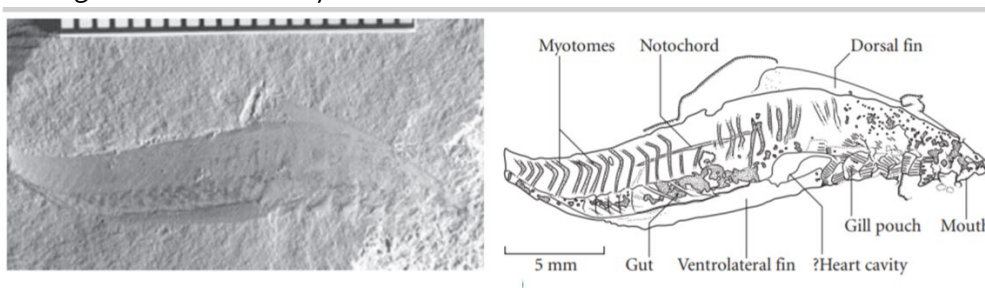 Myotomes Notochord Dorsal fin
Gill pouch Mouth
5 mm Gut Ventrolateral fin ?Heart cavity